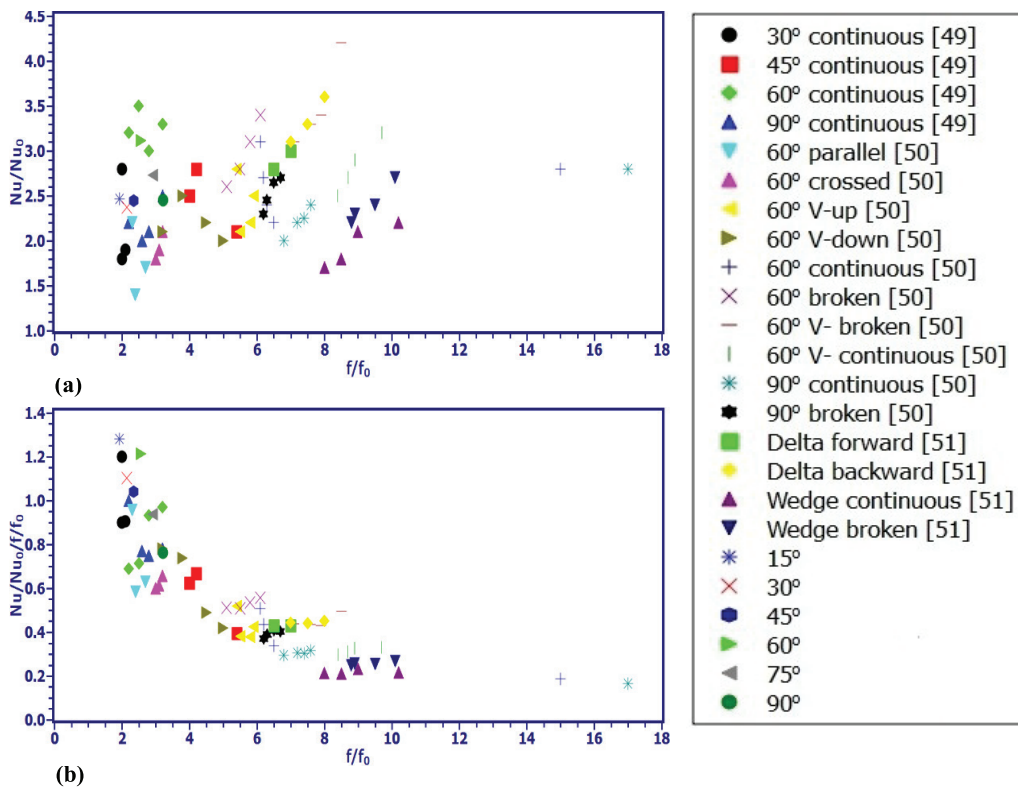 4.5
4.0
3.5
3.0
2.5
2.0
1.5
1.0
Nu/Nu₀
0 2 4 6 8 10 12 14 16 18
f/f₀
(a)
1.4
1.2
1.0
0.8
0.6
0.4
0.2
0.0
Nu/Nu₀/f/f₀
0 2 4 6 8 10 12 14 16 18
f/f₀
(b)
30º continuous [49]
45º continuous [49]
60º continuous [49]
90º continuous [49]
60º parallel [50]
60º crossed [50]
60º V-up [50]
60º V-down [50]
60º continuous [50]
60º broken [50]
60º V- broken [50]
60º V- continuous [50]
90º continuous [50]
90º broken [50]
Delta forward [51]
Delta backward [51]
Wedge continuous [51]
Wedge broken [51]
15º
30º
45º
60º
75º
90º